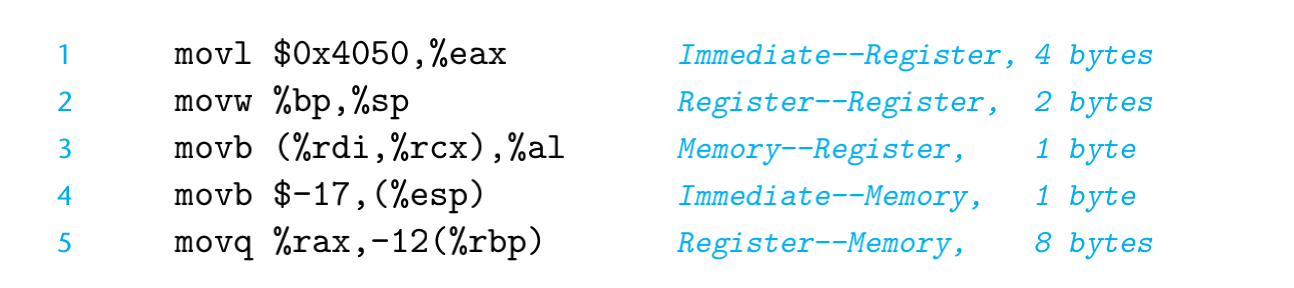 1 movl $0x4050,%eax Immediate--Register, 4 bytes
2 movw %bp,%sp Register--Register, 2 bytes
3 movb (%rdi,%rcx),%al Memory--Register, 1 byte
4 movb $-17,(%esp) Immediate--Memory, 1 byte
5 movq %rax,-12(%rbp) Register--Memory, 8 bytes